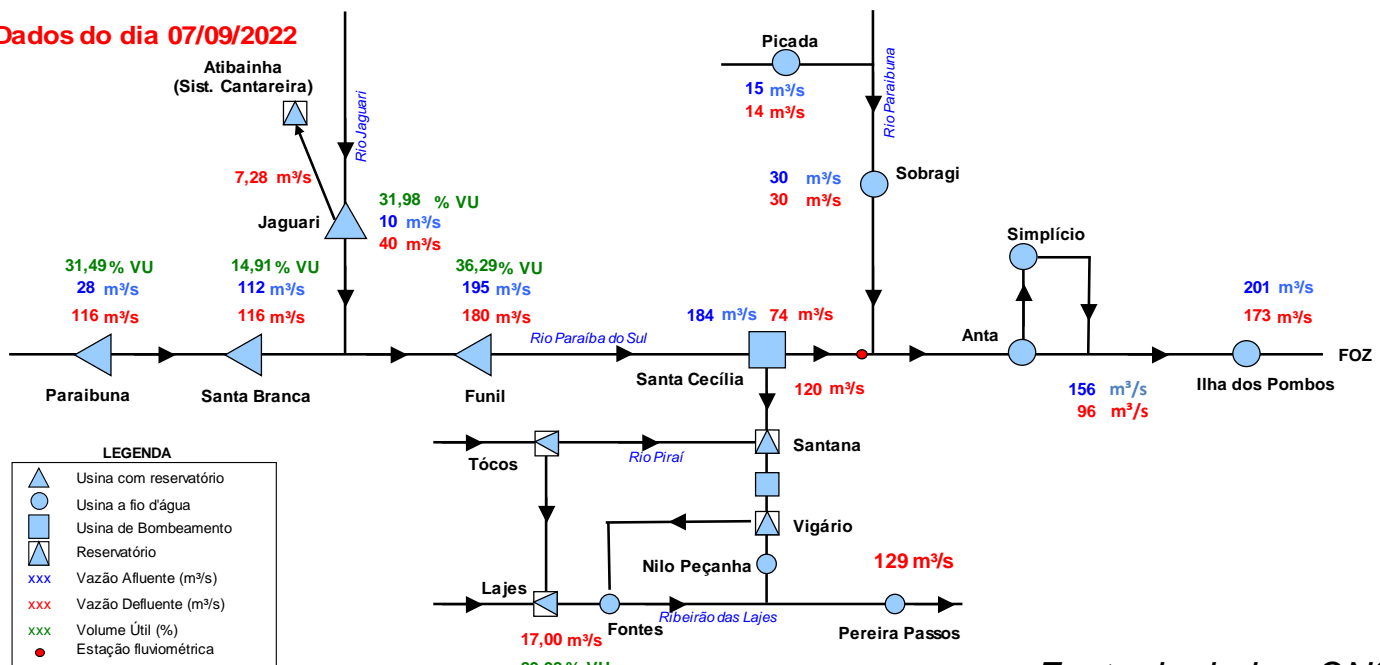 Dados do dia 07/09/2022
Picada
15 m³/s
14 m³/s
Rio Paraibuna
Atibainha
(Sist. Cantareira)
Rio Jaguari
7,28 m³/s
Jaguari
31,98 % VU
10 m³/s
40 m³/s
30 m³/s
30 m³/s
Sobragi
Simplício
31,49 % VU
28 m³/s
116 m³/s
14,91 % VU
112 m³/s
116 m³/s
36,29 % VU
195 m³/s
180 m³/s
Rio Paraíba do Sul
184 m³/s 74 m³/s
Anta
201 m³/s
173 m³/s
FOZ
Paraibuna
Santa Branca
Funil
Santa Cecília
120 m³/s
156 m³/s
96 m³/s
Ilha dos Pombos
Tócos
Rio Piraí
Santana
Vigário
Nilo Peçanha
129 m³/s
Lajes
Fontes
Ribeirão das Lajes
Pereira Passos
17,00 m³/s
% VU
LEGENDA
Usina com reservatório
Usina a fio d'água
Usina de Bombeamento
Reservatório
xxx Vazão Afluente (m³/s)
xxx Vazão Defluente (m³/s)
xxx Volume Útil (%)
Estação fluviométrica